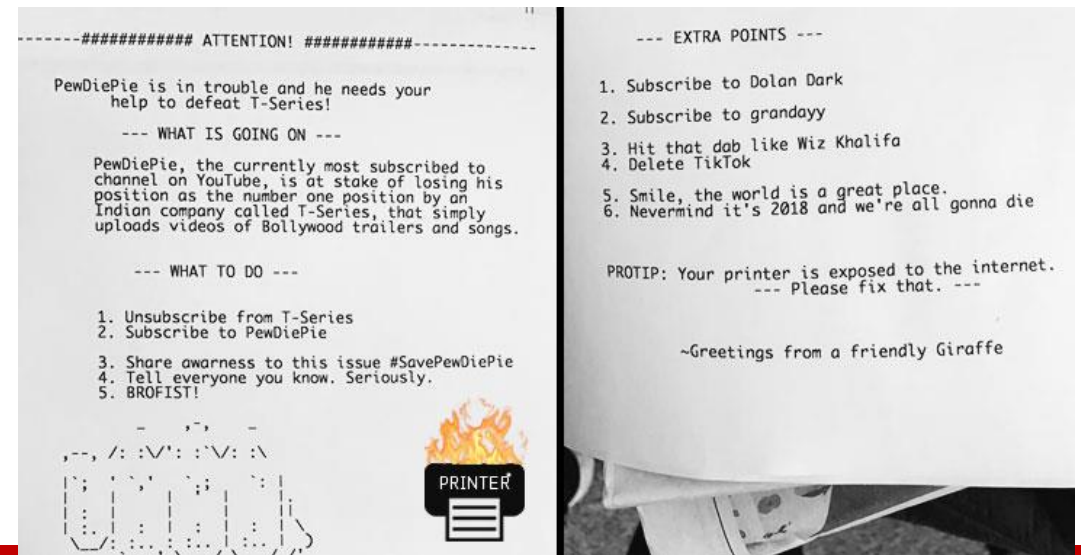 -------############ ATTENTION! ############--------------
PewDiePie is in trouble and he needs your
help to defeat T-Series!
--- WHAT IS GOING ON ---
PewDiePie, the currently most subscribed to
channel on YouTube, is at stake of losing his
position as the number one position by an
Indian company called T-Series, that simply
uploads videos of Bollywood trailers and songs.
--- WHAT TO DO ---
1. Unsubscribe from T-Series
2. Subscribe to PewDiePie
3. Share awarness to this issue #SavePewDiePie
4. Tell everyone you know. Seriously.
5. BROFIST!
PRINTER
--- EXTRA POINTS ---
1. Subscribe to Dolan Dark
2. Subscribe to grandayy
3. Hit that dab like Wiz Khalifa
4. Delete TikTok
5. Smile, the world is a great place.
6. Nevermind it's 2018 and we're all gonna die
PROTIP: Your printer is exposed to the internet.
--- Please fix that. ---
~Greetings from a friendly Giraffe